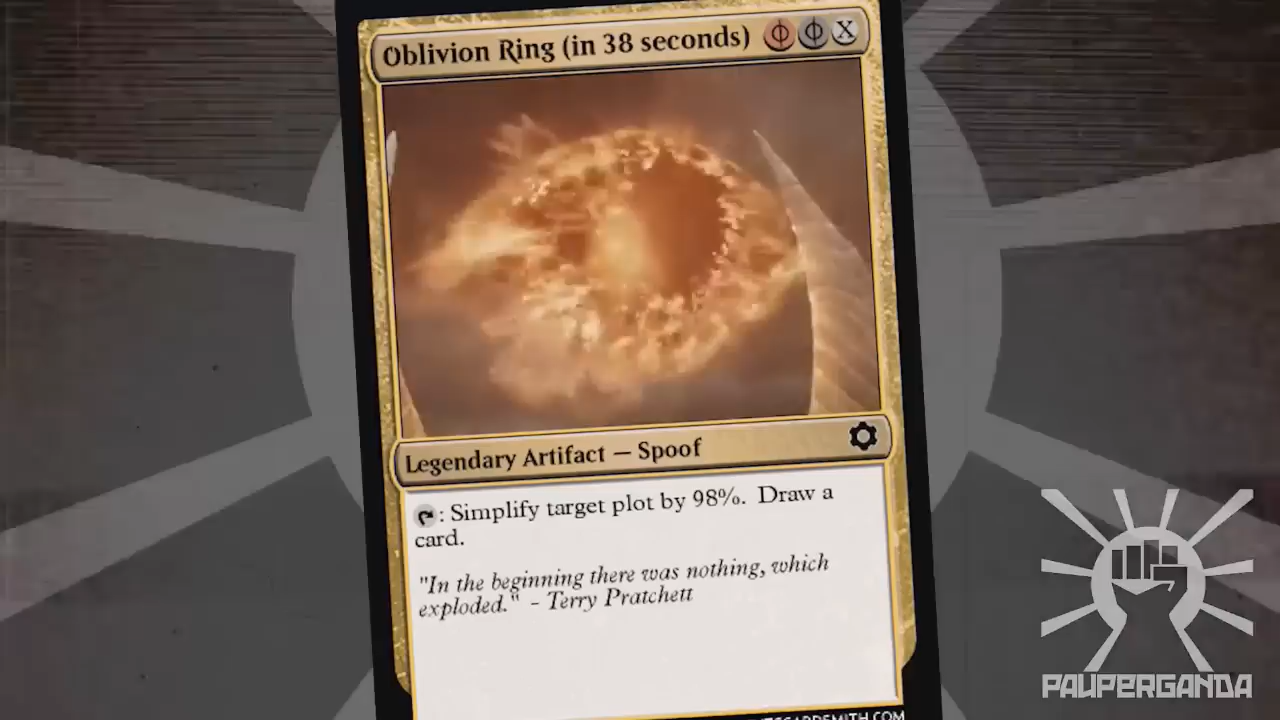 Oblivion Ring (in 38 seconds) X
Legendary Artifact — Spoof
: Simplify target plot by 98%. Draw a
card.
"In the beginning there was nothing, which
exploded." - Terry Pratchett
PAUPERGANDA